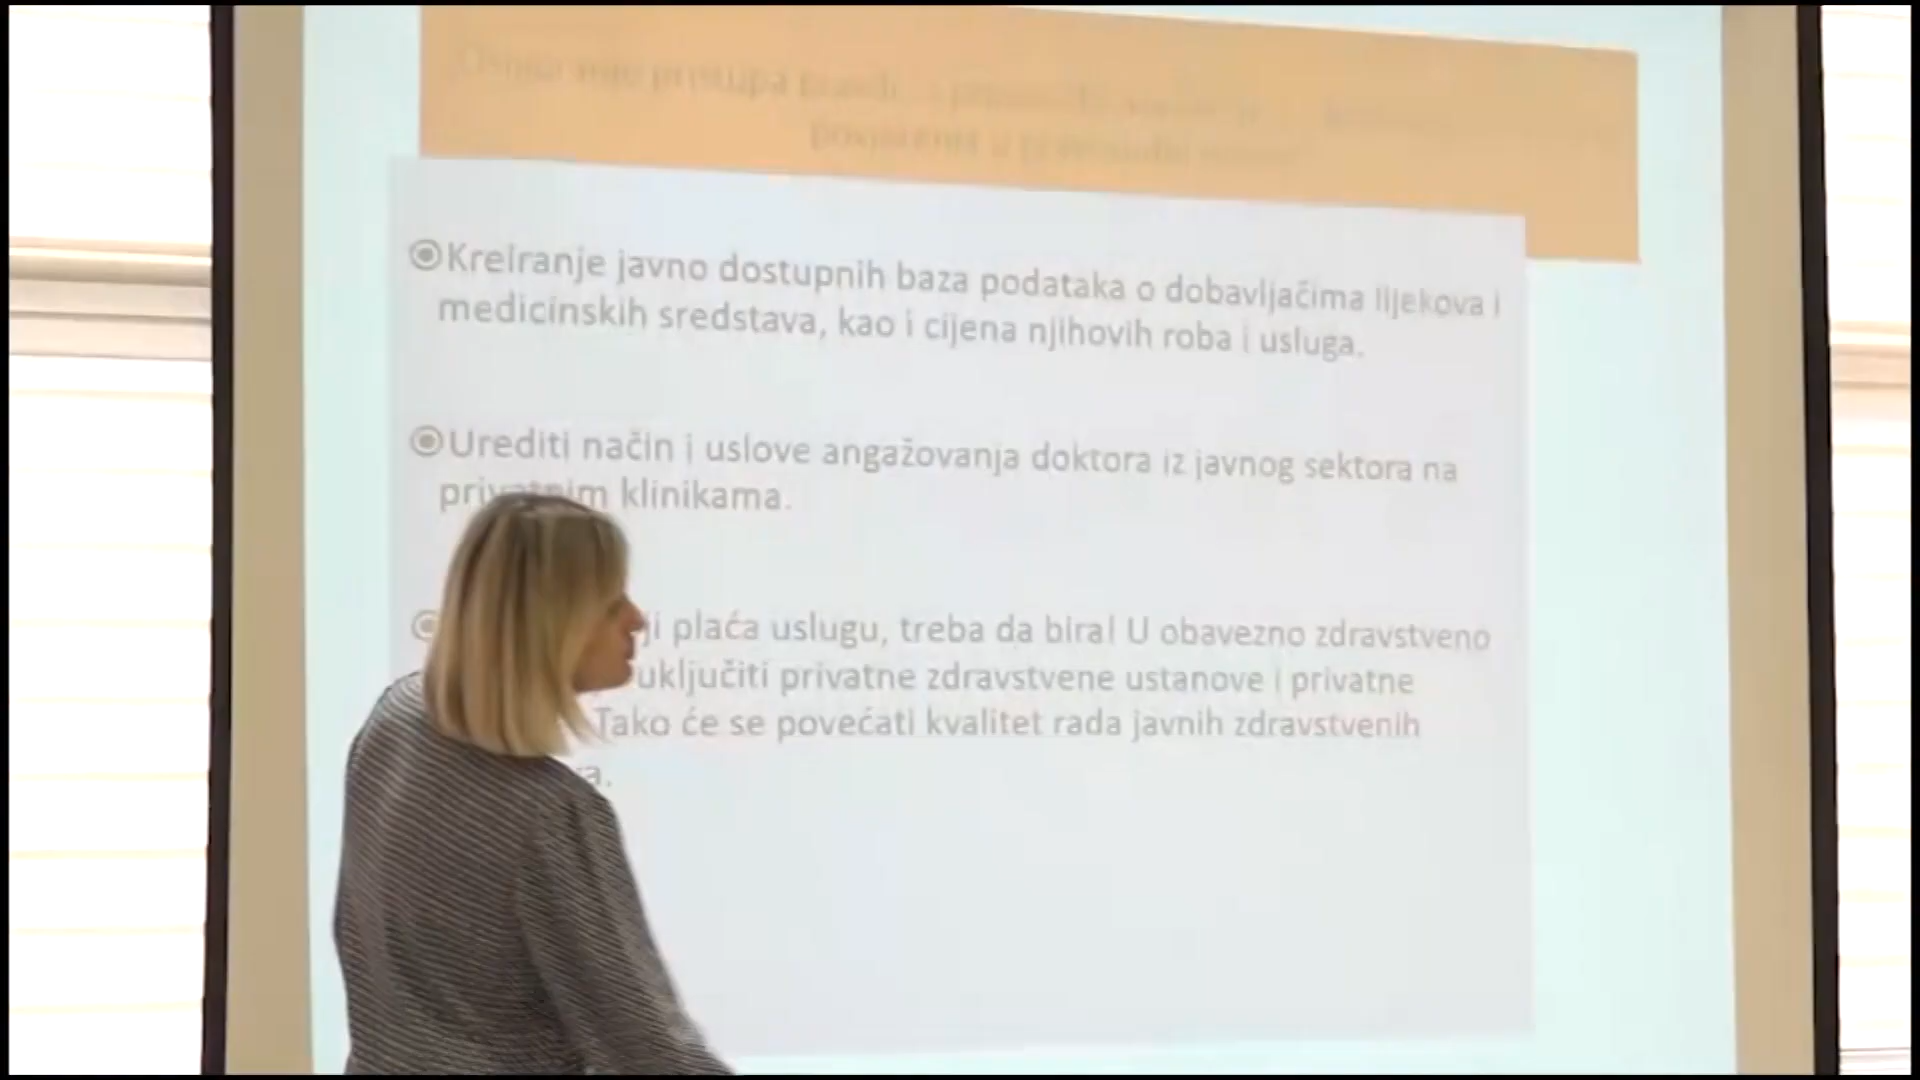 pristupa
Kreiranje javno dostupnih baza podataka o dobavljačima lijekova i
medicinskih sredstava, kao i cijena njihovih roba i usluga.
Urediti način i uslove angažovanja doktora iz javnog sektora na
privatnim klinikama.
plaća uslugu, treba da bira! U obavezno zdravstveno
uključiti privatne zdravstvene ustanove i privatne
Tako će se povećati kvalitet rada javnih zdravstvenih